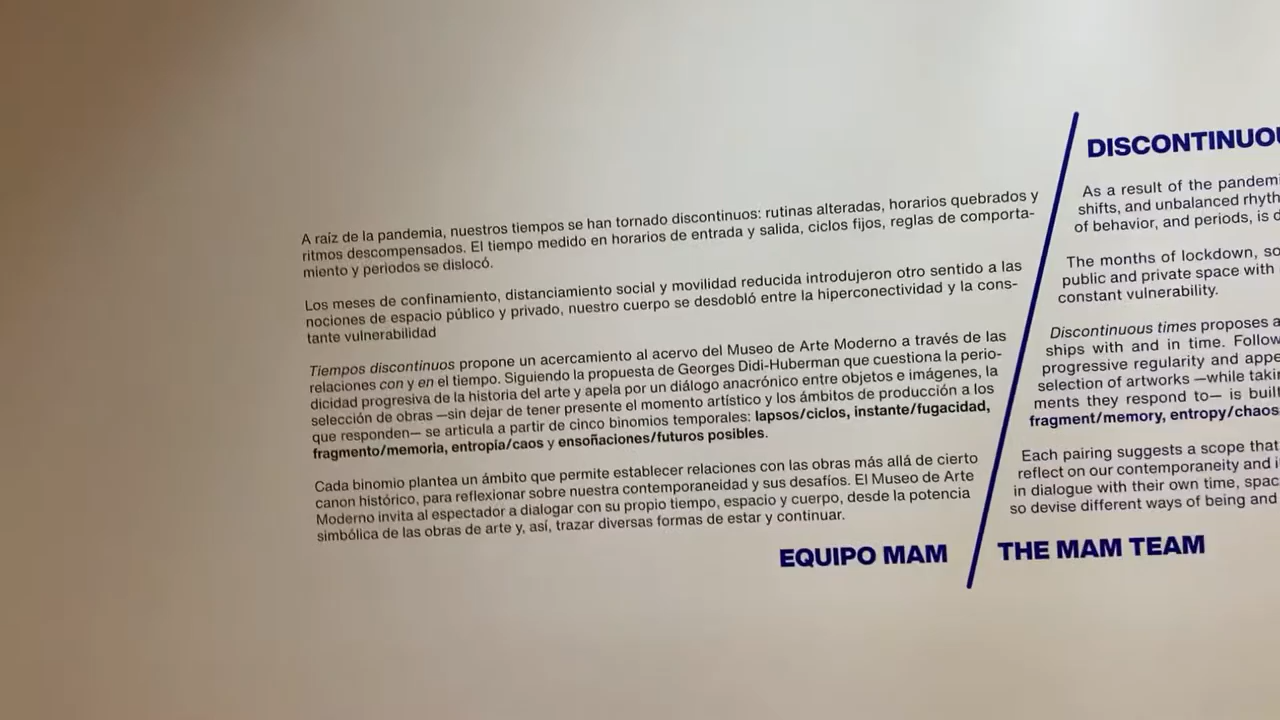 A raíz de la pandemia, nuestros tiempos se han tornado discontinuos: rutinas alteradas, horarios quebrados y
ritmos descompensados. El tiempo medido en horarios de entrada y salida, ciclos fijos, reglas de comporta-
miento y periodos se dislocó.
Los meses de confinamiento, distanciamiento social y movilidad reducida introdujeron otro sentido a las
nociones de espacio público y privado, nuestro cuerpo se desdobló entre la hiperconectividad y la cons-
tante vulnerabilidad
Tiempos discontinuos propone un acercamiento al acervo del Museo de Arte Moderno a través de las
relaciones con y en el tiempo. Siguiendo la propuesta de Georges Didi-Huberman que cuestiona la perio-
dicidad progresiva de la historia del arte y apela por un diálogo anacrónico entre objetos e imágenes, la
selección de obras —sin dejar de tener presente el momento artístico y los ámbitos de producción a los
que responden— se articula a partir de cinco binomios temporales: lapsos/ciclos, instante/fugacidad,
fragmento/memoria, entropía/caos y ensoñaciones/futuros posibles.
Cada binomio plantea un ámbito que permite establecer relaciones con las obras más allá de cierto
canon histórico, para reflexionar sobre nuestra contemporaneidad y sus desafíos. El Museo de Arte
Moderno invita al espectador a dialogar con su propio tiempo, espacio y cuerpo, desde la potencia
simbólica de las obras de arte y, así, trazar diversas formas de estar y continuar.
EQUIPO MAM
DISCONTINUOU
As a result of the pandemi
shifts, and unbalanced rhyth
of behavior, and periods, is d
The months of lockdown, so
public and private space with
constant vulnerability.
Discontinuous times proposes a
ships with and in time. Follow
progressive regularity and appe
selection of artworks —while takin
ments they respond to— is built
fragment/memory, entropy/chaos
Each pairing suggests a scope that
reflect on our contemporaneity and i
in dialogue with their own time, spac
so devise different ways of being and
THE MAM TEAM